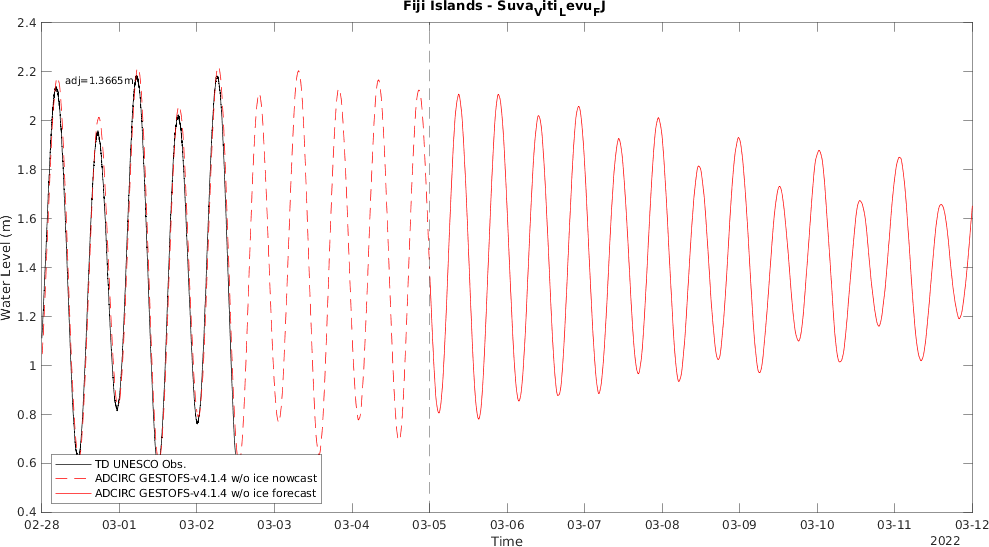 Fiji Islands - SuvaVitiLevuFJ
2.4
2.2
2
1.8
1.6
1.4
1.2
1
0.8
0.6
0.4
Water Level (m)
adj=1.3665m
TD UNESCO Obs.
ADCIRC GESTOFS-v4.1.4 w/o ice nowcast
ADCIRC GESTOFS-v4.1.4 w/o ice forecast
02-28 03-01 03-02 03-03 03-04 03-05 03-06 03-07 03-08 03-09 03-10 03-11 03-12
Time
2022